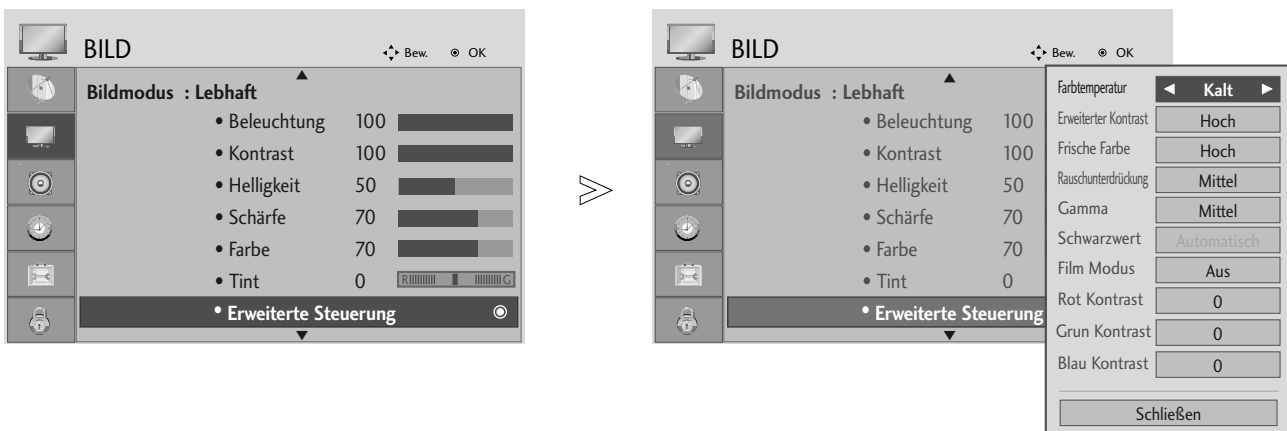 BILD
Bew. OK
Bildmodus : Lebhaft
• Beleuchtung 100
• Kontrast 100
• Helligkeit 50
• Schärfe 70
• Farbe 70
• Tint 0 R G
• Erweiterte Steuerung
BILD
Bew. OK
Bildmodus : Lebhaft
• Beleuchtung 100
• Kontrast 100
• Helligkeit 50
• Schärfe 70
• Farbe 70
• Tint 0
• Erweiterte Steuerung
Farbtemperatur ◄ Kalt ►
Erweiterter Kontrast Hoch
Frische Farbe Hoch
Rauschunterdrückung Mittel
Gamma Mittel
Schwarzwert Automatisch
Film Modus Aus
Rot Kontrast 0
Grun Kontrast 0
Blau Kontrast 0
Schließen